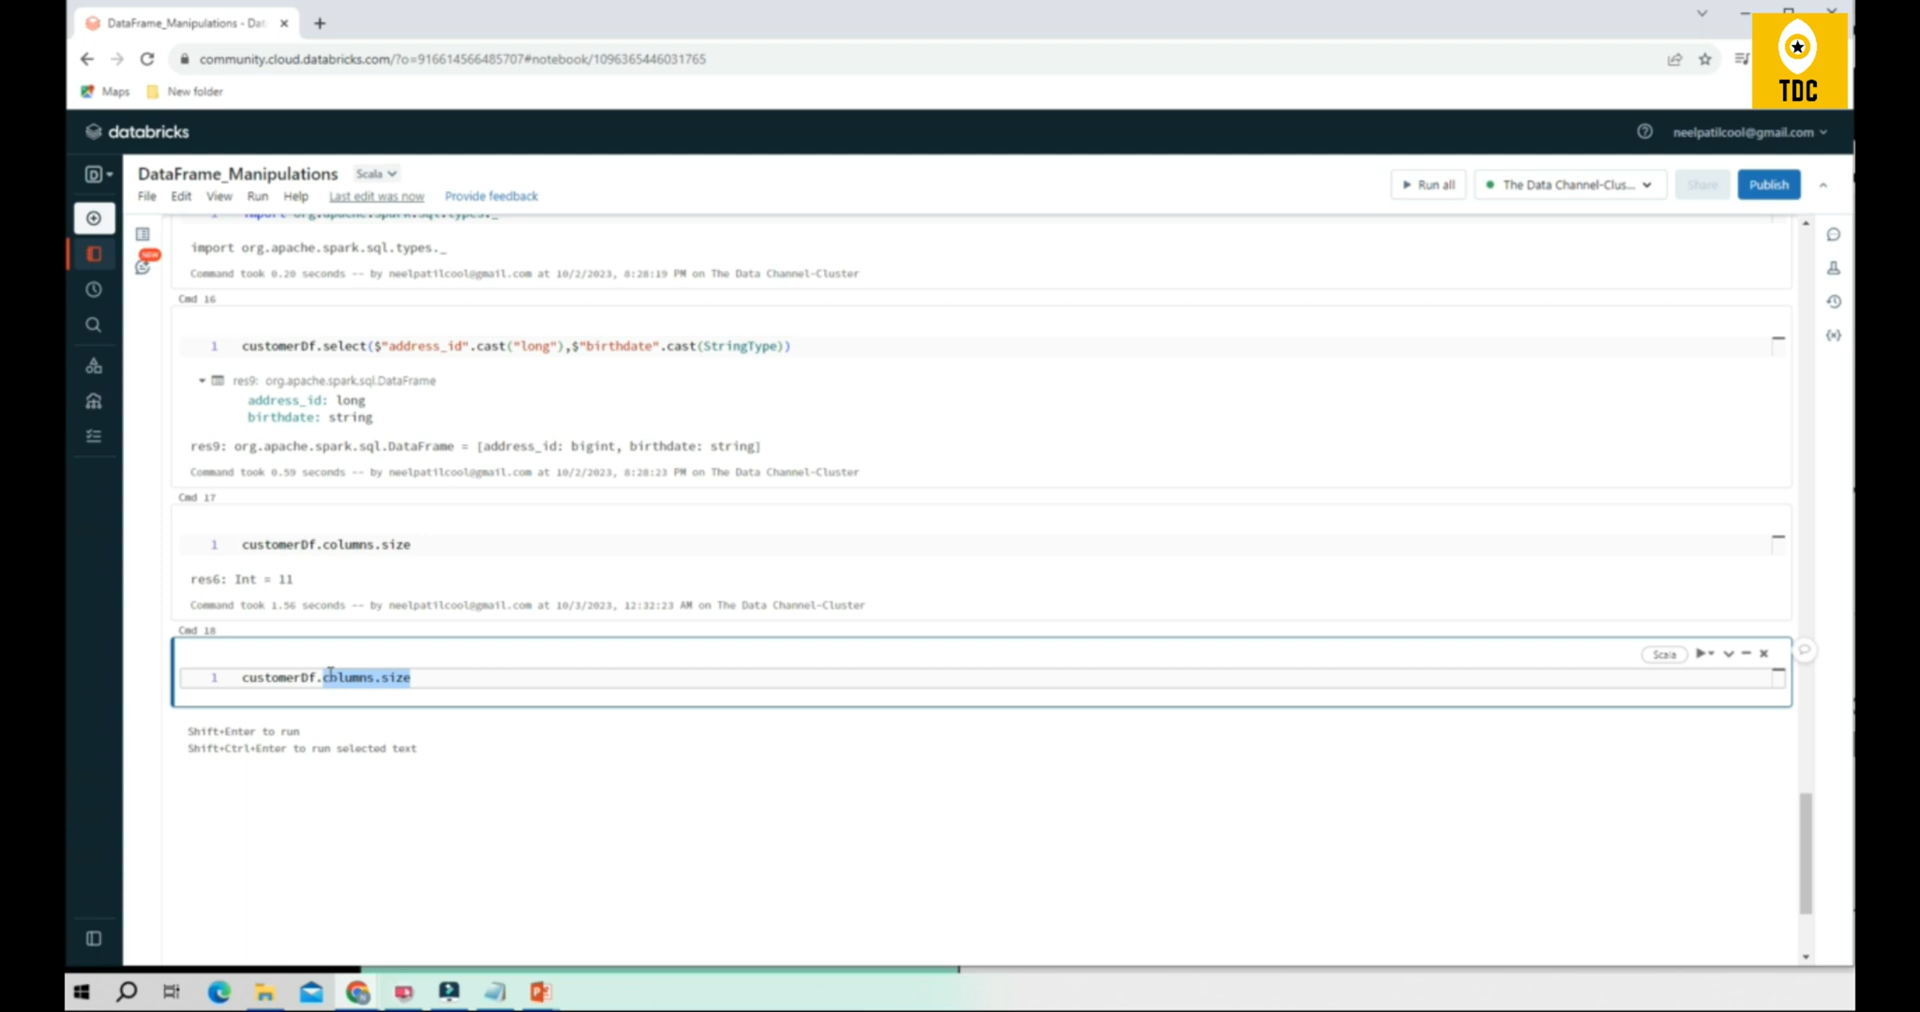 DataFrame_Manipulations - Dat
community.cloud.databricks.com/?o=916614566485707#notebook/1096365446031765
Maps
New folder
TDC
databricks
neelpatilcool@gmail.com
DataFrame_Manipulations
Scala
File
Edit
View
Run
Help
Last edit was now
Provide feedback
Run all
The Data Channel-Clus...
Share
Publish
NEW
1 import org.apache.spark.sql.types._
import org.apache.spark.sql.types._
Command took 0.20 seconds -- by neelpatilcool@gmail.com at 10/2/2023, 8:28:19 PM on The Data Channel-Cluster
Cmd 16
1 customerDf.select($"address_id".cast("long"),$"birthdate".cast(StringType))
res9: org.apache.spark.sql.DataFrame
address_id: long
birthdate: string
res9: org.apache.spark.sql.DataFrame = [address_id: bigint, birthdate: string]
Command took 0.59 seconds -- by neelpatilcool@gmail.com at 10/2/2023, 8:28:23 PM on The Data Channel-Cluster
Cmd 17
1 customerDf.columns.size
res6: Int = 11
Command took 1.56 seconds -- by neelpatilcool@gmail.com at 10/3/2023, 12:32:23 AM on The Data Channel-Cluster
Cmd 18
Scala
1 customerDf.columns.size
Shift+Enter to run
Shift+Ctrl+Enter to run selected text